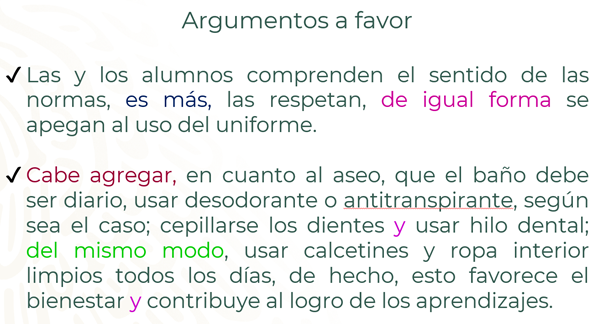 Argumentos a favor
✓ Las y los alumnos comprenden el sentido de las
normas, es más, las respetan, de igual forma se
apegan al uso del uniforme.
✓ Cabe agregar, en cuanto al aseo, que el baño debe
ser diario, usar desodorante o antitranspirante, según
sea el caso; cepillarse los dientes y usar hilo dental;
del mismo modo, usar calcetines y ropa interior
limpios todos los días, de hecho, esto favorece el
bienestar y contribuye al logro de los aprendizajes.